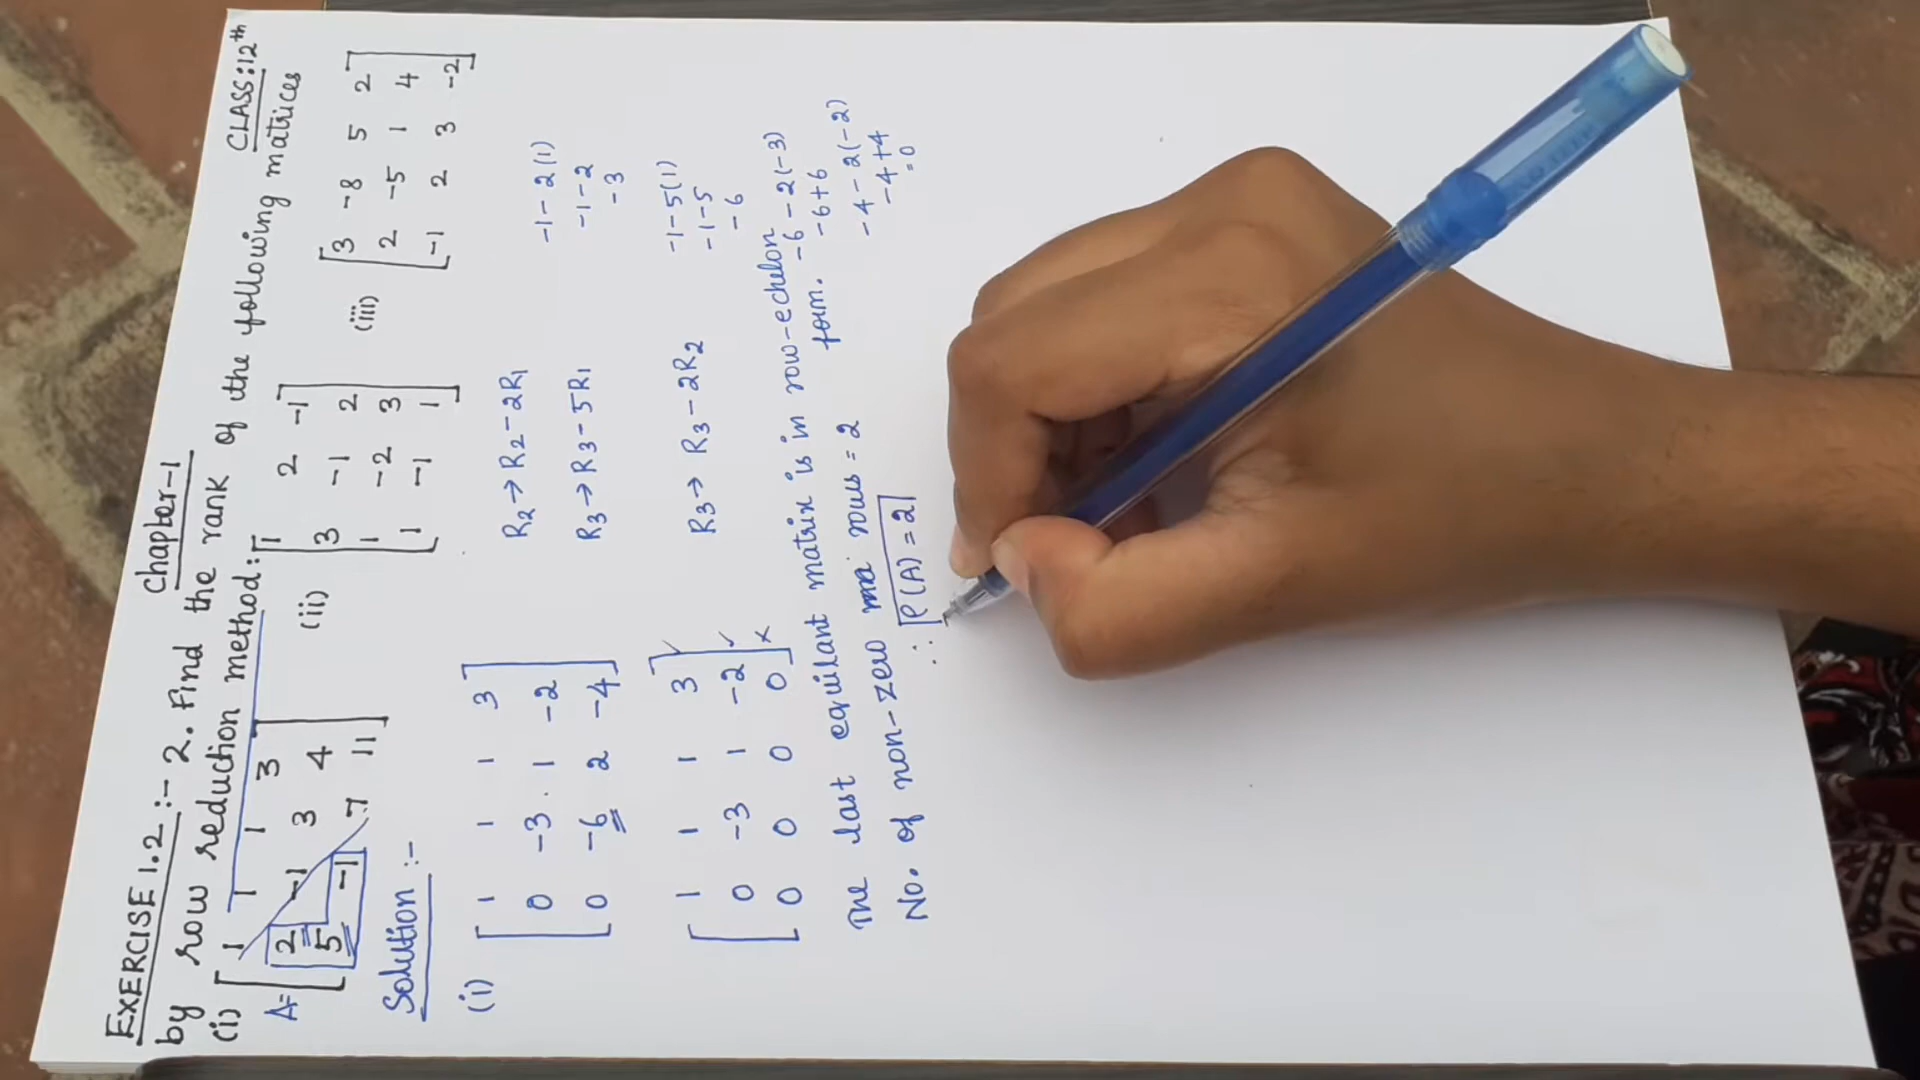 CLASS:12th
Chapter-1
EXERCISE 1.2 :- 2. Find the rank of the following matrices
by row reduction method:
(i) A = [ 1 1 1 3
2 -1 3 4
5 -1 7 11 ]
(ii) [ 1 2 -1
3 -1 2
1 -2 3
1 -1 1 ]
(iii) [ 3 -8 5 2
2 -5 1 4
-1 2 3 -2 ]
Solution :-
(i) [ 1 1 1 3
0 -3 1 -2
0 -6 2 -4 ]
R2→R2-2R1
R3→R3-5R1
-1-2(1)
-1-2
-3
[ 1 1 1 3 ✓
0 -3 1 -2 ✓
0 0 0 0 ] ×
R3→ R3-2R2
-1-5(1)
-1-5
-6
The last equilant matrix is in row-echelon
form.
-6-2(-3)
-6+6
-4-2(-2)
-4+4
=0
No. of non-zero rows = 2
∴ ρ(A) = 2